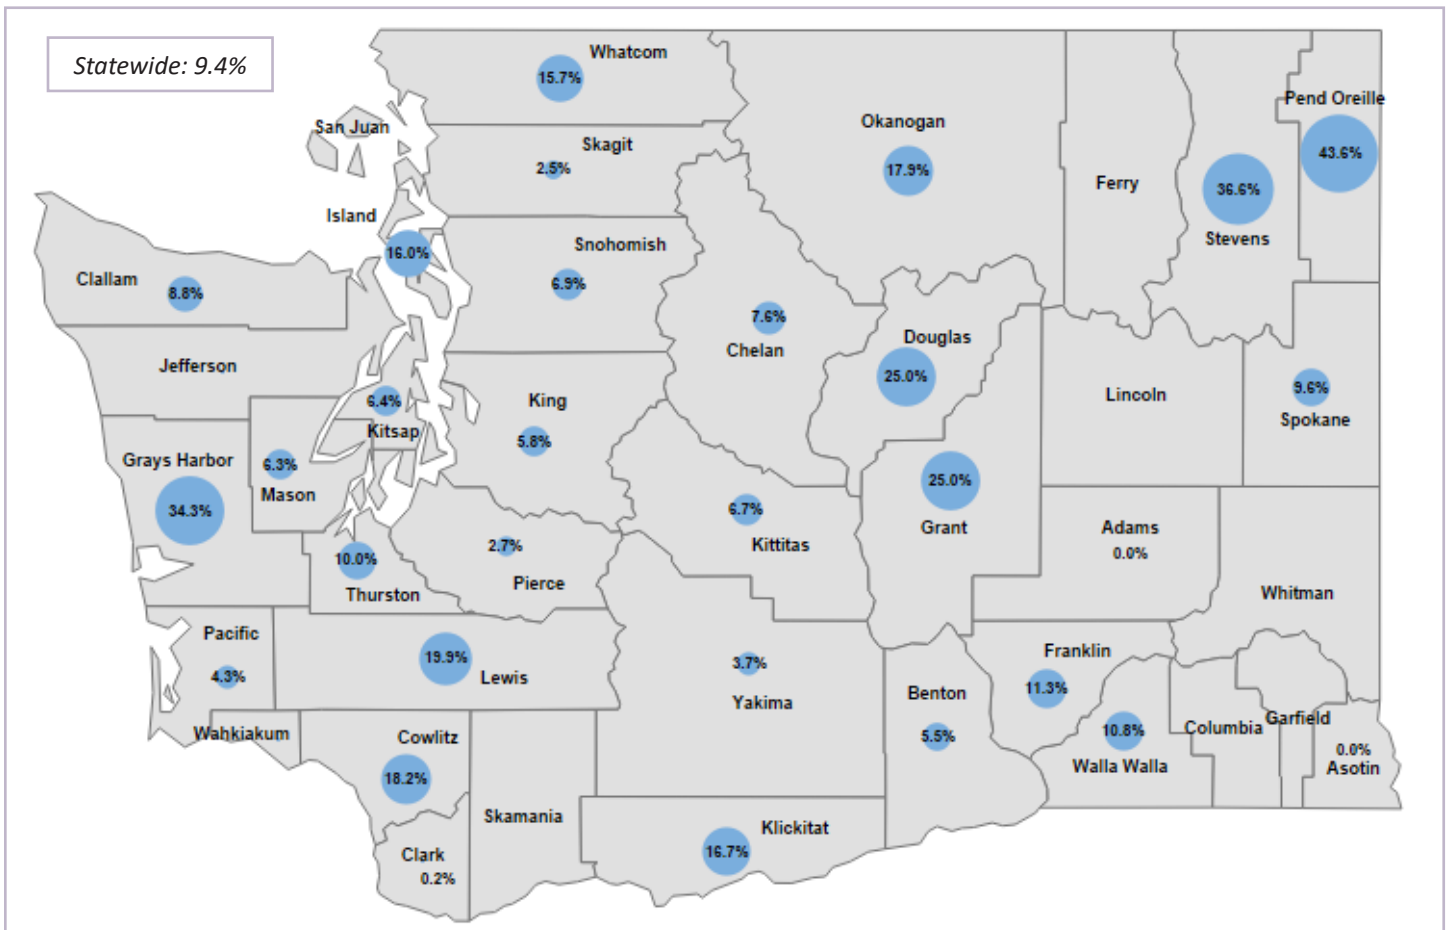 Statewide: 9.4%
Whatcom
15.7%
Pend Oreille
43.6%
San Juan
Okanogan
17.9%
Skagit
2.5%
Ferry
36.6%
Stevens
Island
16.0%
Snohomish
6.9%
Clallam
8.8%
7.6%
Chelan
Douglas
25.0%
Jefferson
Lincoln
9.6%
Spokane
6.4%
Kitsap
King
5.8%
Grays Harbor
34.3%
6.3%
Mason
25.0%
Grant
6.7%
Kittitas
Adams
0.0%
10.0%
Thurston
2.7%
Pierce
Whitman
Pacific
4.3%
19.9%
Lewis
3.7%
Yakima
Franklin
11.3%
Benton
5.5%
Wahkiakum
Cowlitz
18.2%
10.8%
Walla Walla
Columbia
Garfield
0.0%
Asotin
Skamania
Klickitat
16.7%
Clark
0.2%